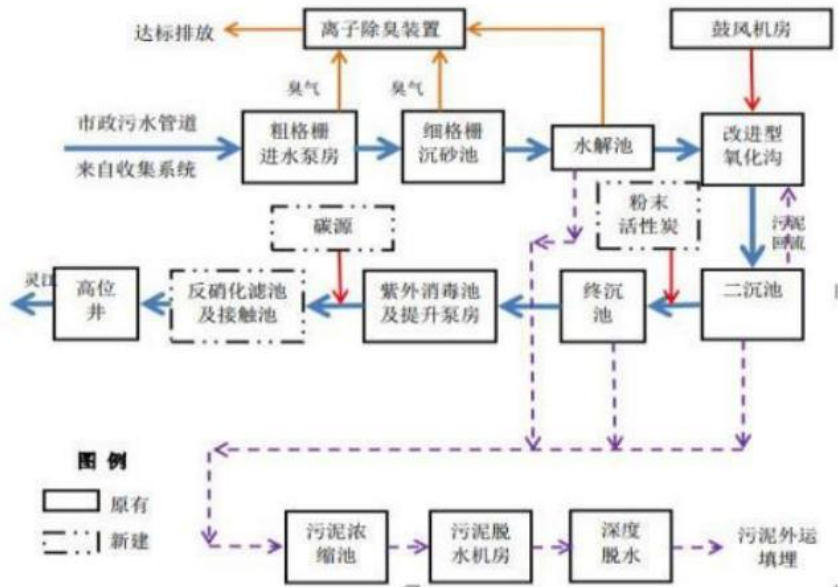 达标排放
离子除臭装置
鼓风机房
臭气
臭气
市政污水管道
来自收集系统
粗格栅
进水泵房
细格栅
沉砂池
水解池
改进型
氧化沟
碳源
粉末
活性炭
污泥
回流
灵江
高位
井
反硝化滤池
及接触池
紫外消毒池
及提升泵房
终沉
池
二沉池
图 例
原有
新建
污泥浓
缩池
污泥脱
水机房
深度
脱水
污泥外运
填埋